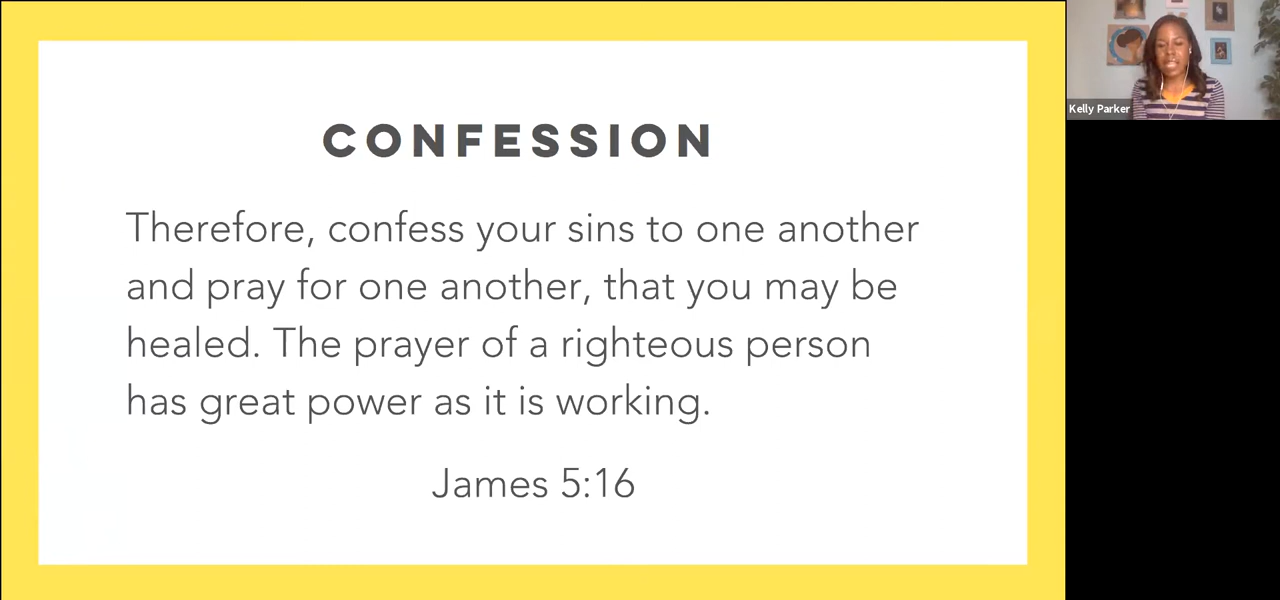 CONFESSION
Therefore, confess your sins to one another
and pray for one another, that you may be
healed. The prayer of a righteous person
has great power as it is working.
James 5:16
Kelly Parker